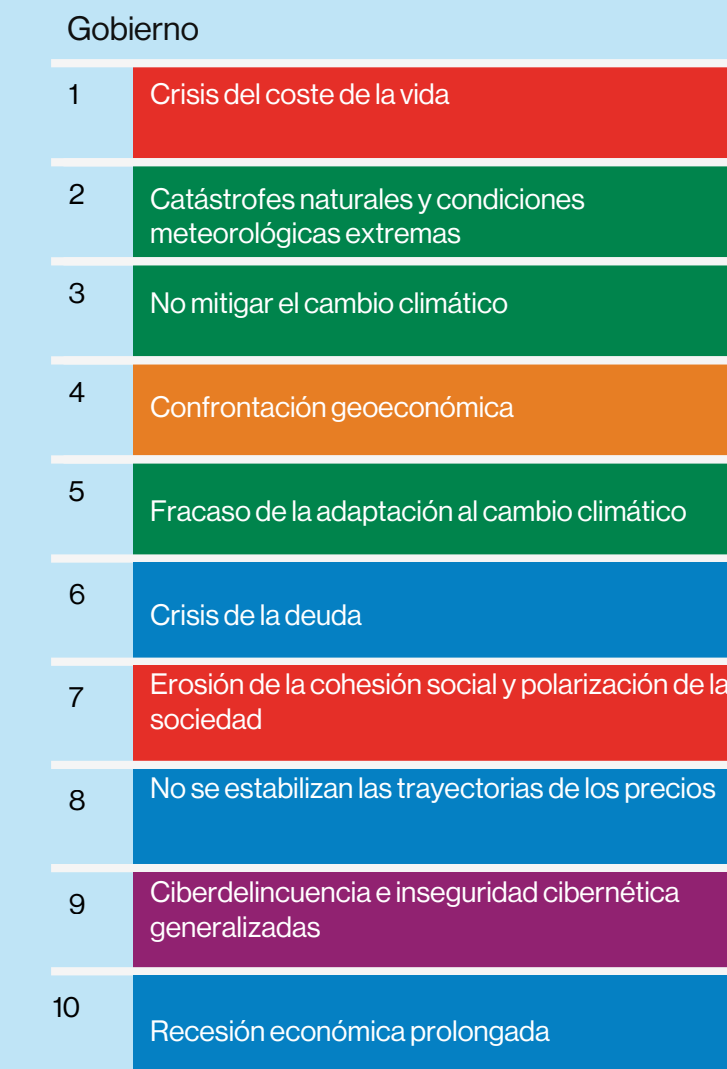 Gobierno
1 Crisis del coste de la vida
2 Catástrofes naturales y condiciones
meteorológicas extremas
3 No mitigar el cambio climático
4 Confrontación geoeconómica
5 Fracaso de la adaptación al cambio climático
6 Crisis de la deuda
7 Erosión de la cohesión social y polarización de la
sociedad
8 No se estabilizan las trayectorias de los precios
9 Ciberdelincuencia e inseguridad cibernética
generalizadas
10 Recesión económica prolongada